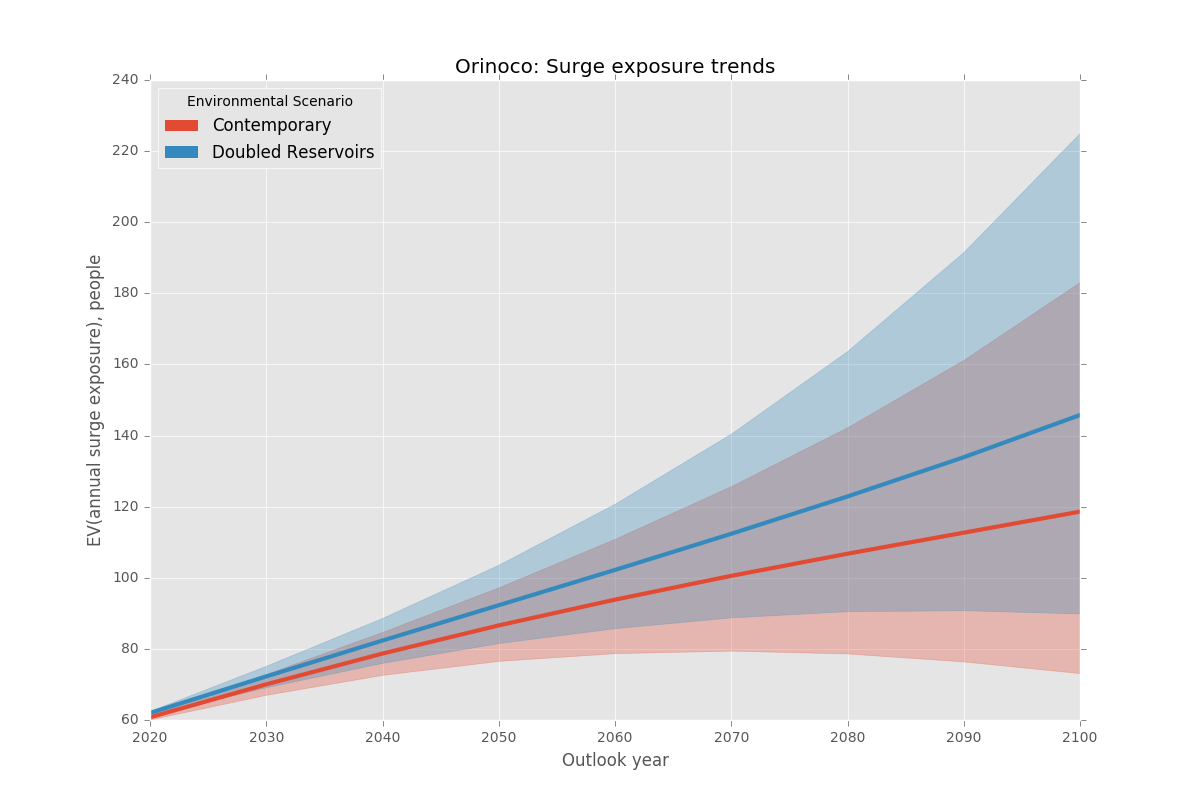 Orinoco: Surge exposure trends
Environmental Scenario
Contemporary
Doubled Reservoirs
EV(annual surge exposure), people
240
220
200
180
160
140
120
100
80
60
2020 2030 2040 2050 2060 2070 2080 2090 2100
Outlook year